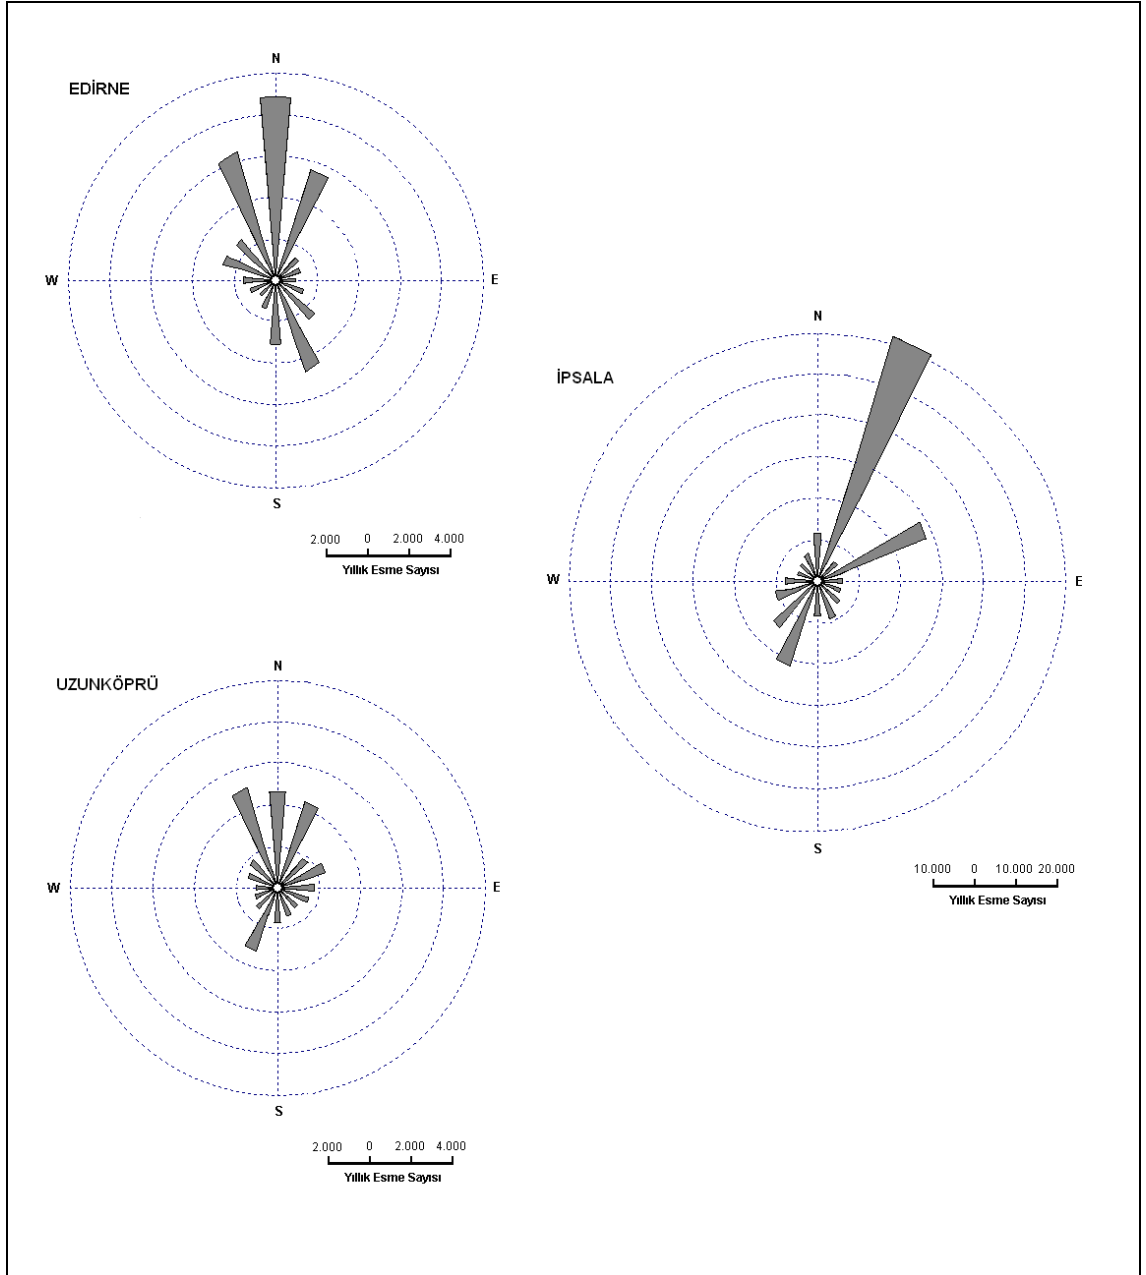 EDİRNE
N
W
E
S
2.000 0 2.000 4.000
Yıllık Esme Sayısı
İPSALA
N
W
E
S
10.000 0 10.000 20.000
Yıllık Esme Sayısı
UZUNKÖPRÜ
N
W
E
S
2.000 0 2.000 4.000
Yıllık Esme Sayısı